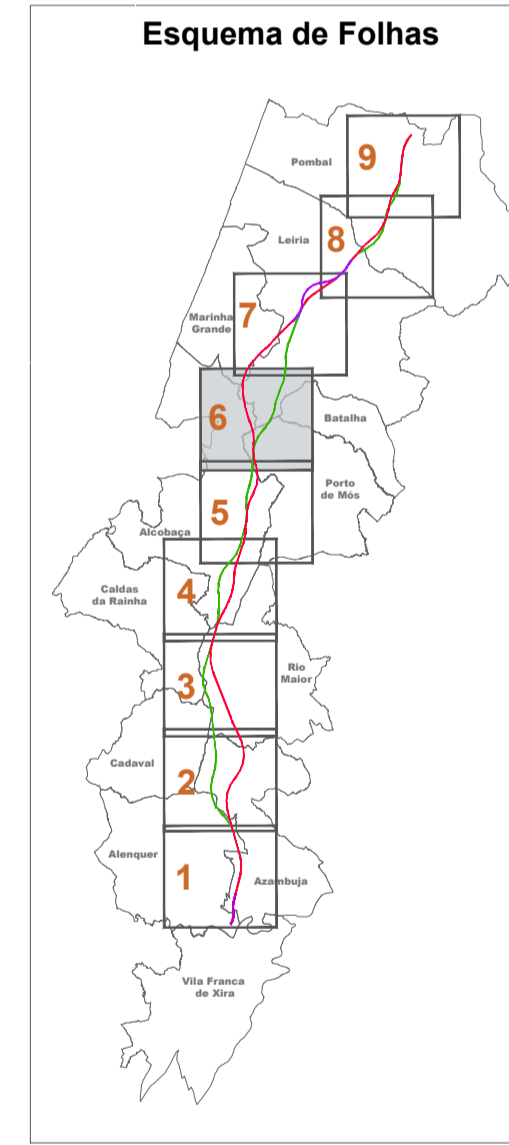 Esquema de Folhas
9
Pombal
8
Leiria
7
Marinha
Grande
6
Batalha
5
Porto
de Mós
Alcobaça
4
Caldas
da Rainha
3
Rio
Maior
2
Cadaval
1
Alenquer
Azambuja
Vila Franca
de Xira